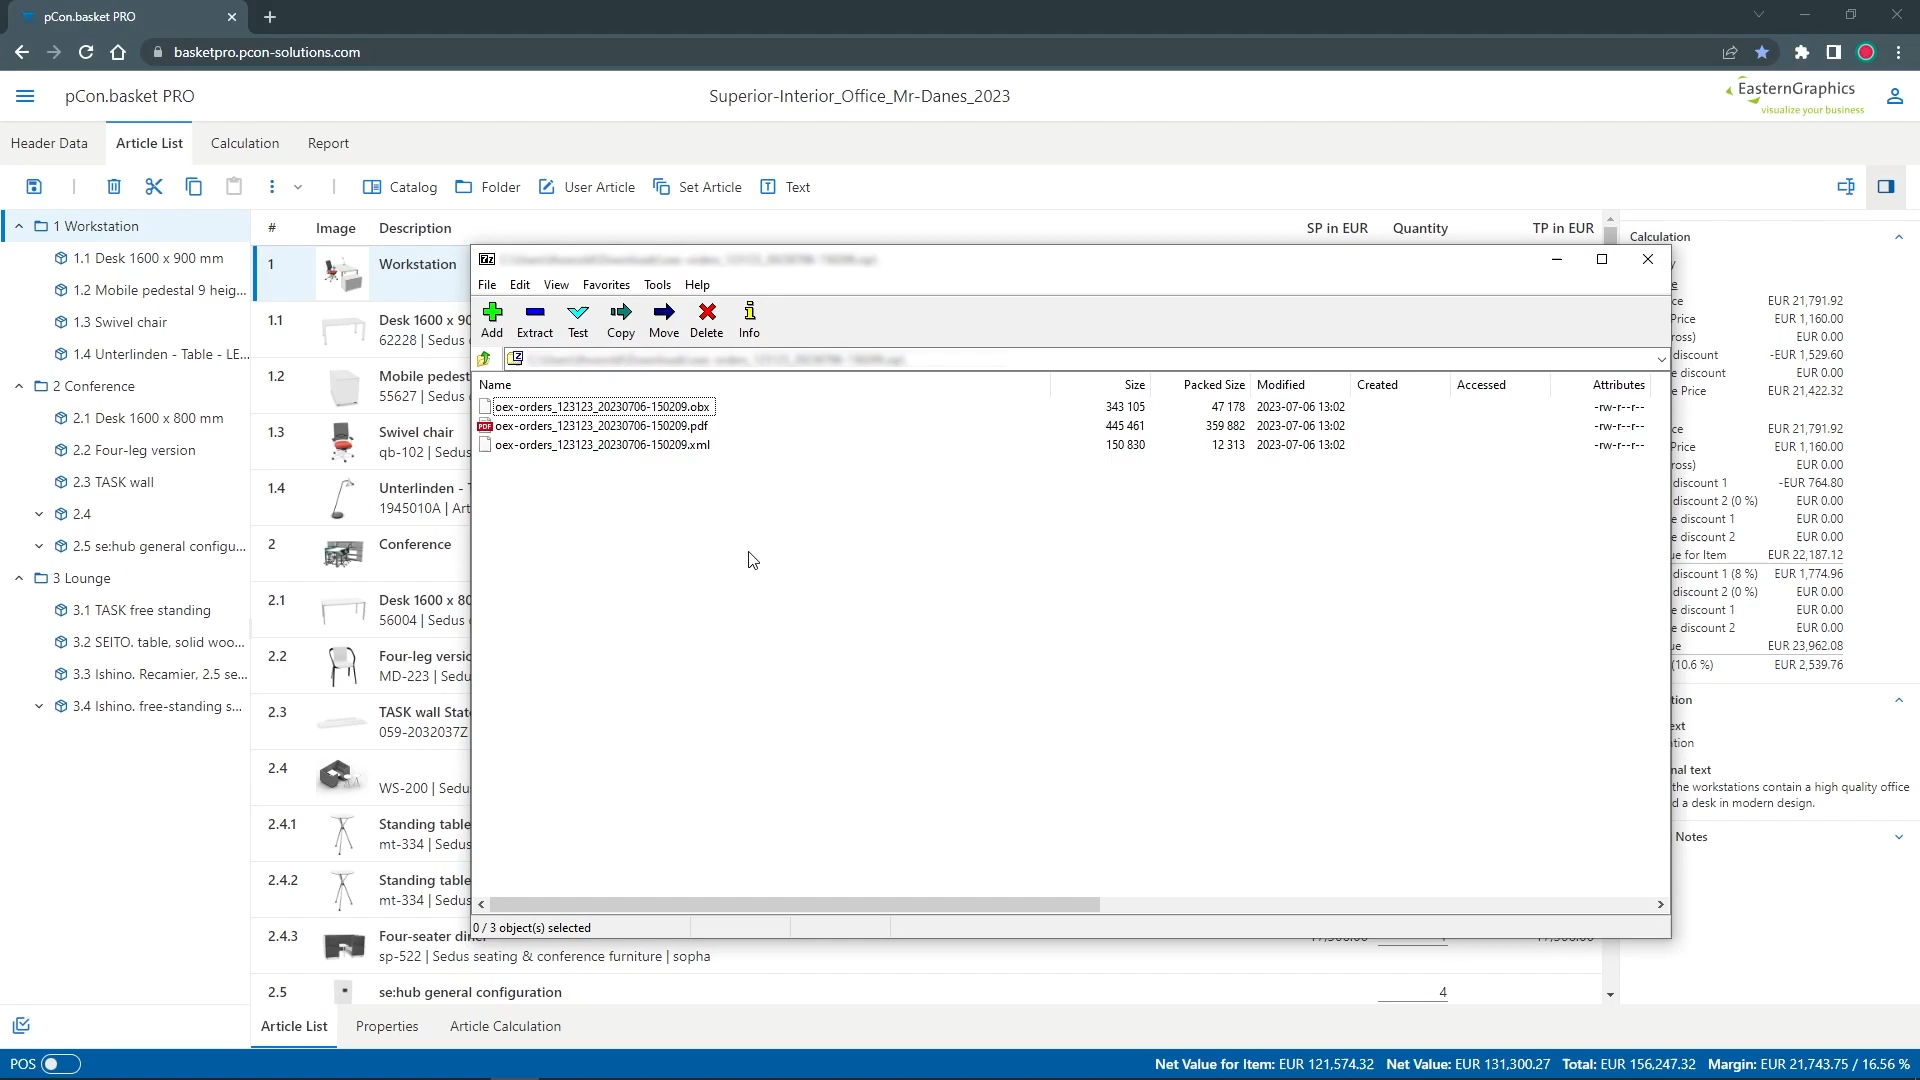 pCon.basket PRO
basketpro.pcon-solutions.com
pCon.basket PRO
Superior-Interior_Office_Mr-Danes_2023
EasternGraphics
visualize your business
Header Data
Article List
Calculation
Report
Catalog
Folder
User Article
Set Article
Text
1 Workstation
1.1 Desk 1600 x 900 mm
1.2 Mobile pedestal 9 heig...
1.3 Swivel chair
1.4 Unterlinden - Table - LE...
2 Conference
2.1 Desk 1600 x 800 mm
2.2 Four-leg version
2.3 TASK wall
2.4
2.5 se:hub general configu...
3 Lounge
3.1 TASK free standing
3.2 SEITO. table, solid woo...
3.3 Ishino. Recamier, 2.5 se...
3.4 Ishino. free-standing s...
# Image Description SP in EUR Quantity TP in EUR
1 Workstation
1.1 Desk 1600 x 90
62228 | Sedus
1.2 Mobile pedest
55627 | Sedus
1.3 Swivel chair
qb-102 | Sedus
1.4 Unterlinden -
1945010A | Art
2 Conference
2.1 Desk 1600 x 80
56004 | Sedus
2.2 Four-leg versio
MD-223 | Sedu
2.3 TASK wall State
059-2032037Z
2.4
WS-200 | Sedu
2.4.1 Standing table
mt-334 | Sedus
2.4.2 Standing table
mt-334 | Sedus
2.4.3 Four-seater
sp-522 | Sedus seating & conference furniture | sopha
2.5 se:hub general configuration 4
7z
File Edit View Favorites Tools Help
Add Extract Test Copy Move Delete Info
Name Size Packed Size Modified Created Accessed Attributes
oex-orders_123123_20230706-150209.obx 343 105 47 178 2023-07-06 13:02 -rw-r--r--
PDF oex-orders_123123_20230706-150209.pdf 445 461 359 882 2023-07-06 13:02 -rw-r--r--
oex-orders_123123_20230706-150209.xml 150 830 12 313 2023-07-06 13:02 -rw-r--r--
0 / 3 object(s) selected
Calculation
EUR 21,791.92
Price EUR 1,160.00
EUR 0.00
discount -EUR 1,529.60
discount EUR 0.00
Price EUR 21,422.32
EUR 21,791.92
Price EUR 1,160.00
EUR 0.00
discount 1 -EUR 764.80
discount 2 (0 %) EUR 0.00
e discount 1 EUR 0.00
e discount 2 EUR 0.00
ue for Item EUR 22,187.12
discount 1 (8 %) EUR 1,774.96
discount 2 (0 %) EUR 0.00
e discount 1 EUR 0.00
e discount 2 EUR 0.00
ue EUR 23,962.08
(10.6 %) EUR 2,539.76
tion
ext
tion
nal text
the workstations contain a high quality office
d a desk in modern design.
Notes
Article List
Properties
Article Calculation
POS
Net Value for Item: EUR 121,574.32 Net Value: EUR 131,300.27 Total: EUR 156,247.32 Margin: EUR 21,743.75 / 16.56 %